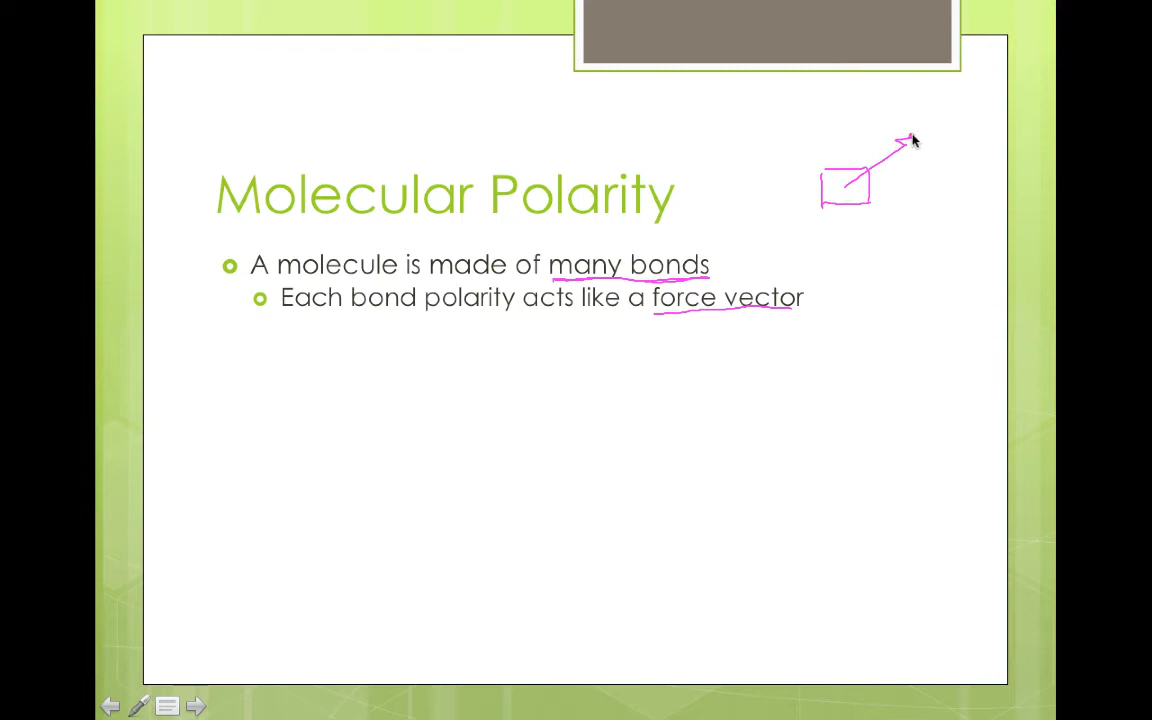 Molecular Polarity
A molecule is made of many bonds
Each bond polarity acts like a force vector